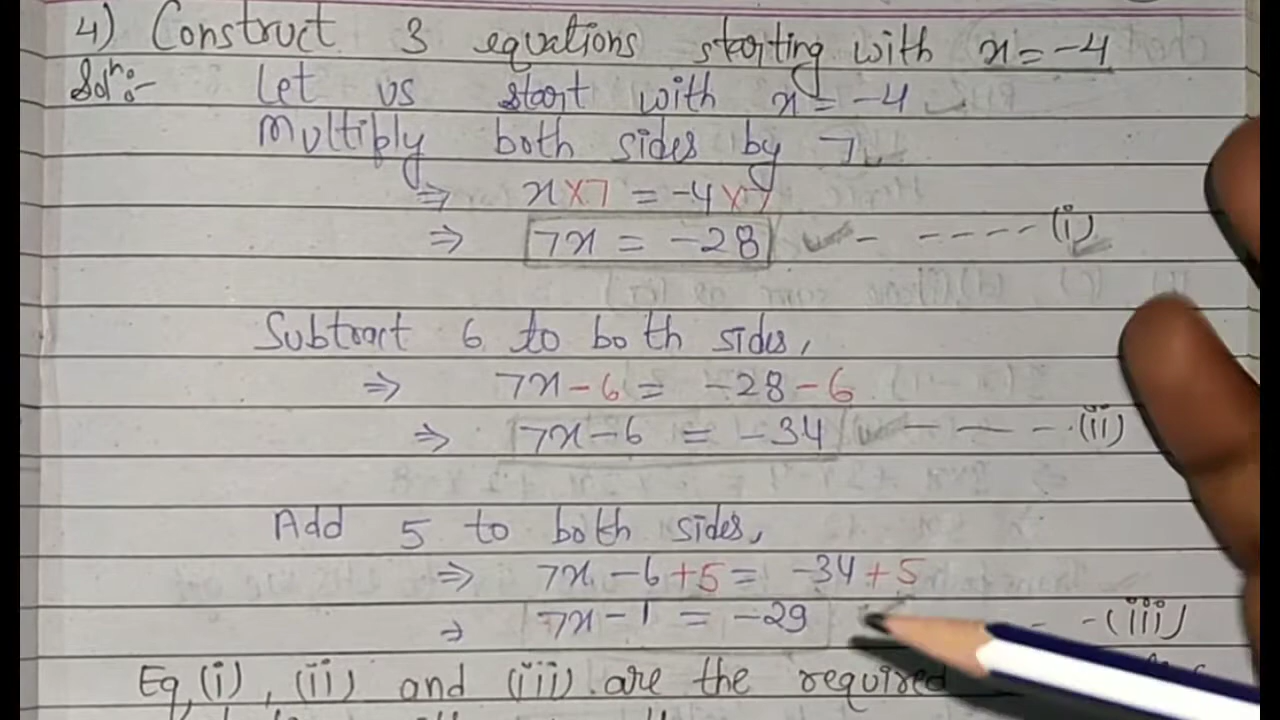 4) Construct 3 equations starting with x = -4
Solⁿ:- Let us start with x = -4
Multiply both sides by 7
⇒ x×7 = -4×7
⇒ 7x = -28 ✓- ---- (i)
Subtract 6 to both sides,
⇒ 7x-6 = -28-6
⇒ 7x-6 = -34 ✓ - - - - (ii)
Add 5 to both sides,
⇒ 7x-6+5 = -34+5
⇒ 7x-1 = -29 - -(iii)
Eq,(i), (ii) and (iii) are the required